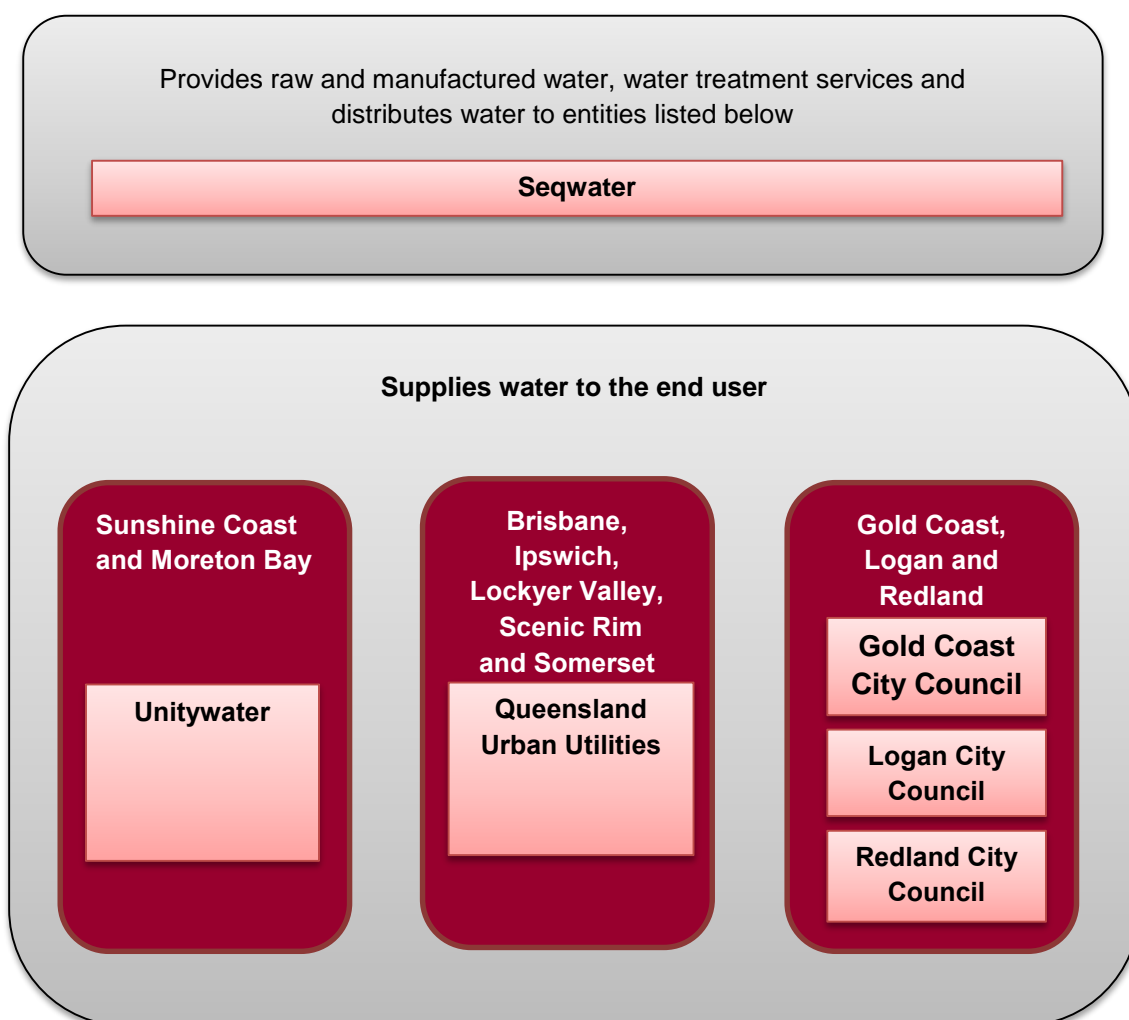 Provides raw and manufactured water, water treatment services and
distributes water to entities listed below
Seqwater
Supplies water to the end user
Sunshine Coast
and Moreton Bay
Unitywater
Brisbane,
Ipswich,
Lockyer Valley,
Scenic Rim
and Somerset
Queensland
Urban Utilities
Gold Coast,
Logan and
Redland
Gold Coast
City Council
Logan City
Council
Redland City
Council